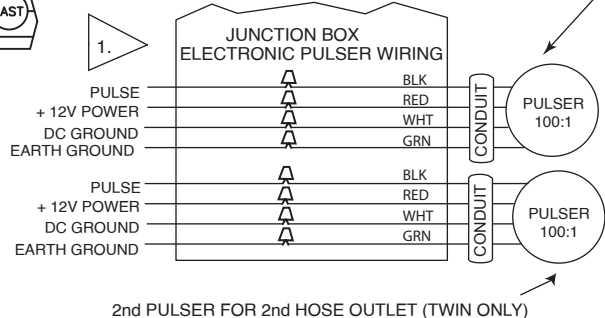 AST
1.
JUNCTION BOX
ELECTRONIC PULSER WIRING
PULSE
+ 12V POWER
DC GROUND
EARTH GROUND
BLK
RED
WHT
GRN
CONDUIT
PULSER
100:1
PULSE
+ 12V POWER
DC GROUND
EARTH GROUND
BLK
RED
WHT
GRN
CONDUIT
PULSER
100:1
2nd PULSER FOR 2nd HOSE OUTLET (TWIN ONLY)